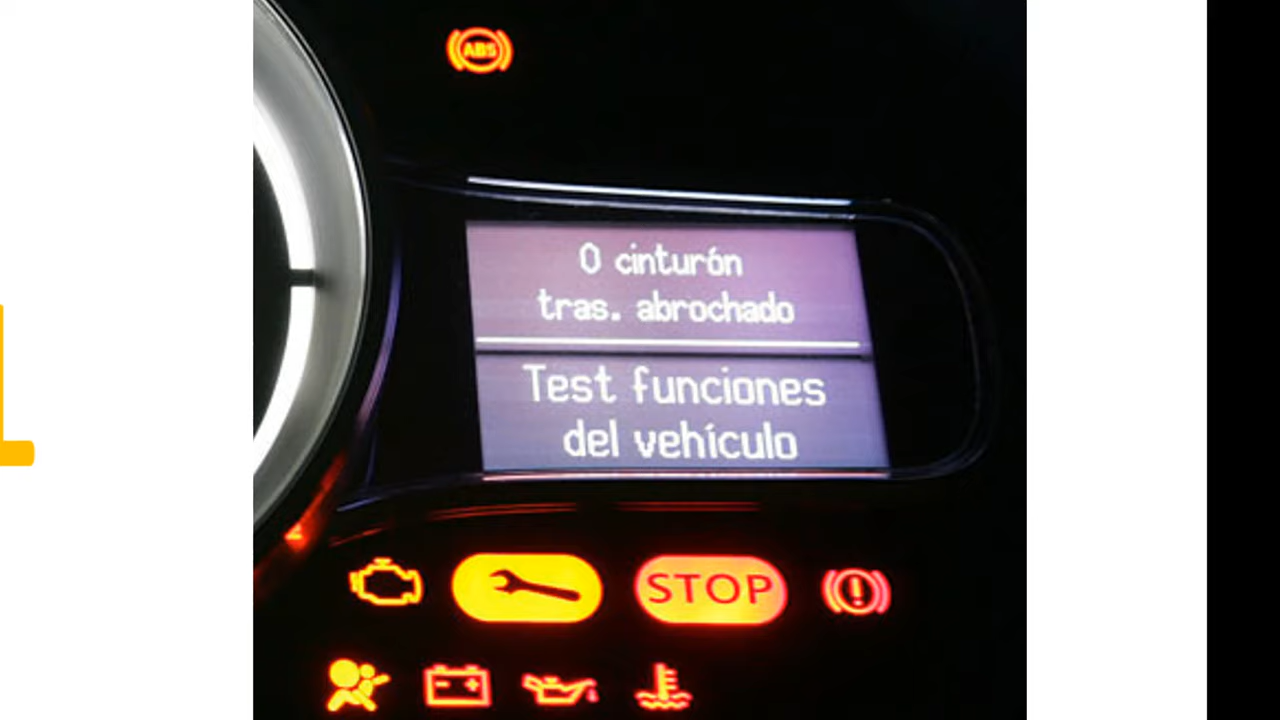 ABS
0 cinturón
tras. abrochado
Test funciones
del vehículo
STOP